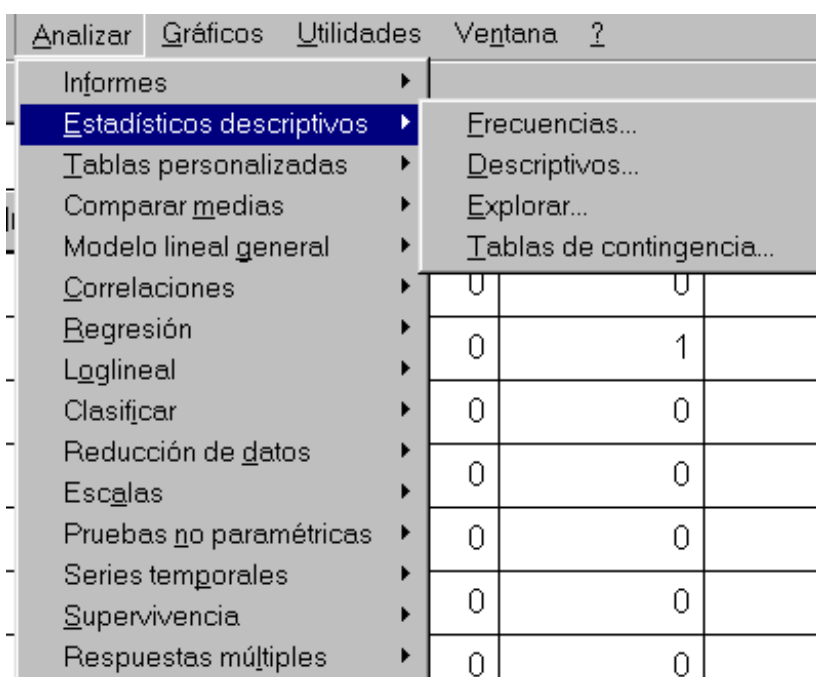 Analizar Gráficos Utilidades Ventana ?
Informes
Estadísticos descriptivos
Tablas personalizadas
Comparar medias
Modelo lineal general
Correlaciones
Regresión
Loglineal
Clasificar
Reducción de datos
Escalas
Pruebas no paramétricas
Series temporales
Supervivencia
Respuestas múltiples
Frecuencias...
Descriptivos...
Explorar...
Tablas de contingencia...
0 0
0 1
0 0
0 0
0 0
0 0
0 0